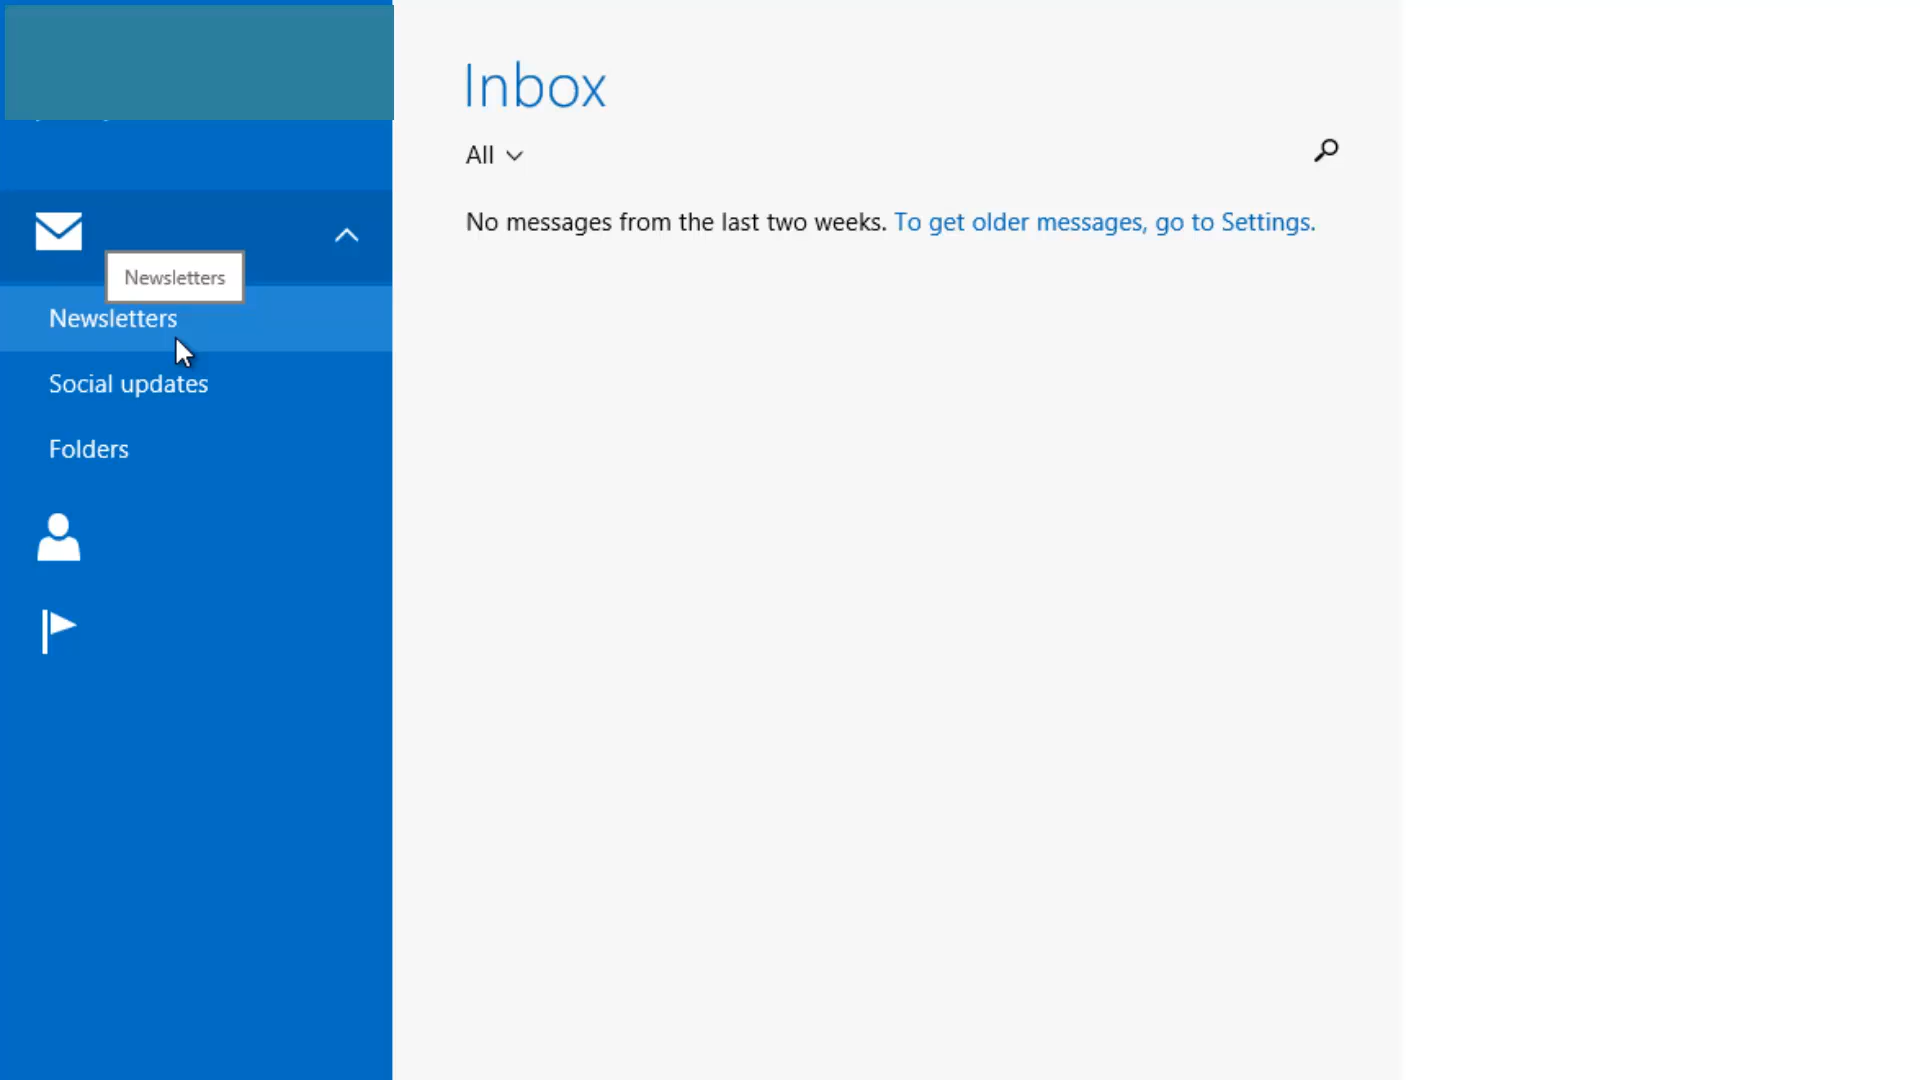 Inbox
All
No messages from the last two weeks. To get older messages, go to Settings.
Newsletters
Newsletters
Social updates
Folders